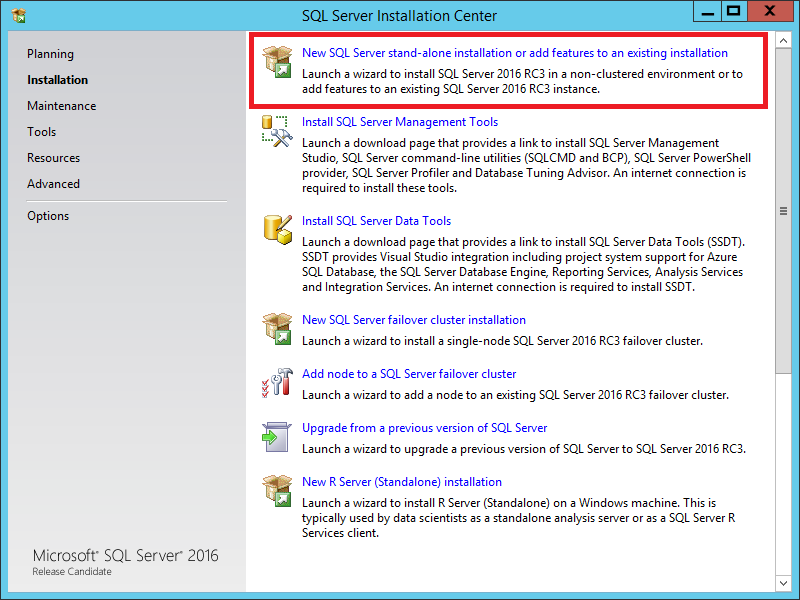 SQL Server Installation Center
Planning
Installation
Maintenance
Tools
Resources
Advanced
Options
New SQL Server stand-alone installation or add features to an existing installation
Launch a wizard to install SQL Server 2016 RC3 in a non-clustered environment or to
add features to an existing SQL Server 2016 RC3 instance.
Install SQL Server Management Tools
Launch a download page that provides a link to install SQL Server Management
Studio, SQL Server command-line utilities (SQLCMD and BCP), SQL Server PowerShell
provider, SQL Server Profiler and Database Tuning Advisor. An internet connection is
required to install these tools.
Install SQL Server Data Tools
Launch a download page that provides a link to install SQL Server Data Tools (SSDT).
SSDT provides Visual Studio integration including project system support for Azure
SQL Database, the SQL Server Database Engine, Reporting Services, Analysis Services
and Integration Services. An internet connection is required to install SSDT.
New SQL Server failover cluster installation
Launch a wizard to install a single-node SQL Server 2016 RC3 failover cluster.
Add node to a SQL Server failover cluster
Launch a wizard to add a node to an existing SQL Server 2016 RC3 failover cluster.
Upgrade from a previous version of SQL Server
Launch a wizard to upgrade a previous version of SQL Server to SQL Server 2016 RC3.
New R Server (Standalone) installation
Launch a wizard to install R Server (Standalone) on a Windows machine. This is
typically used by data scientists as a standalone analysis server or as a SQL Server R
Services client.
Microsoft® SQL Server® 2016
Release Candidate